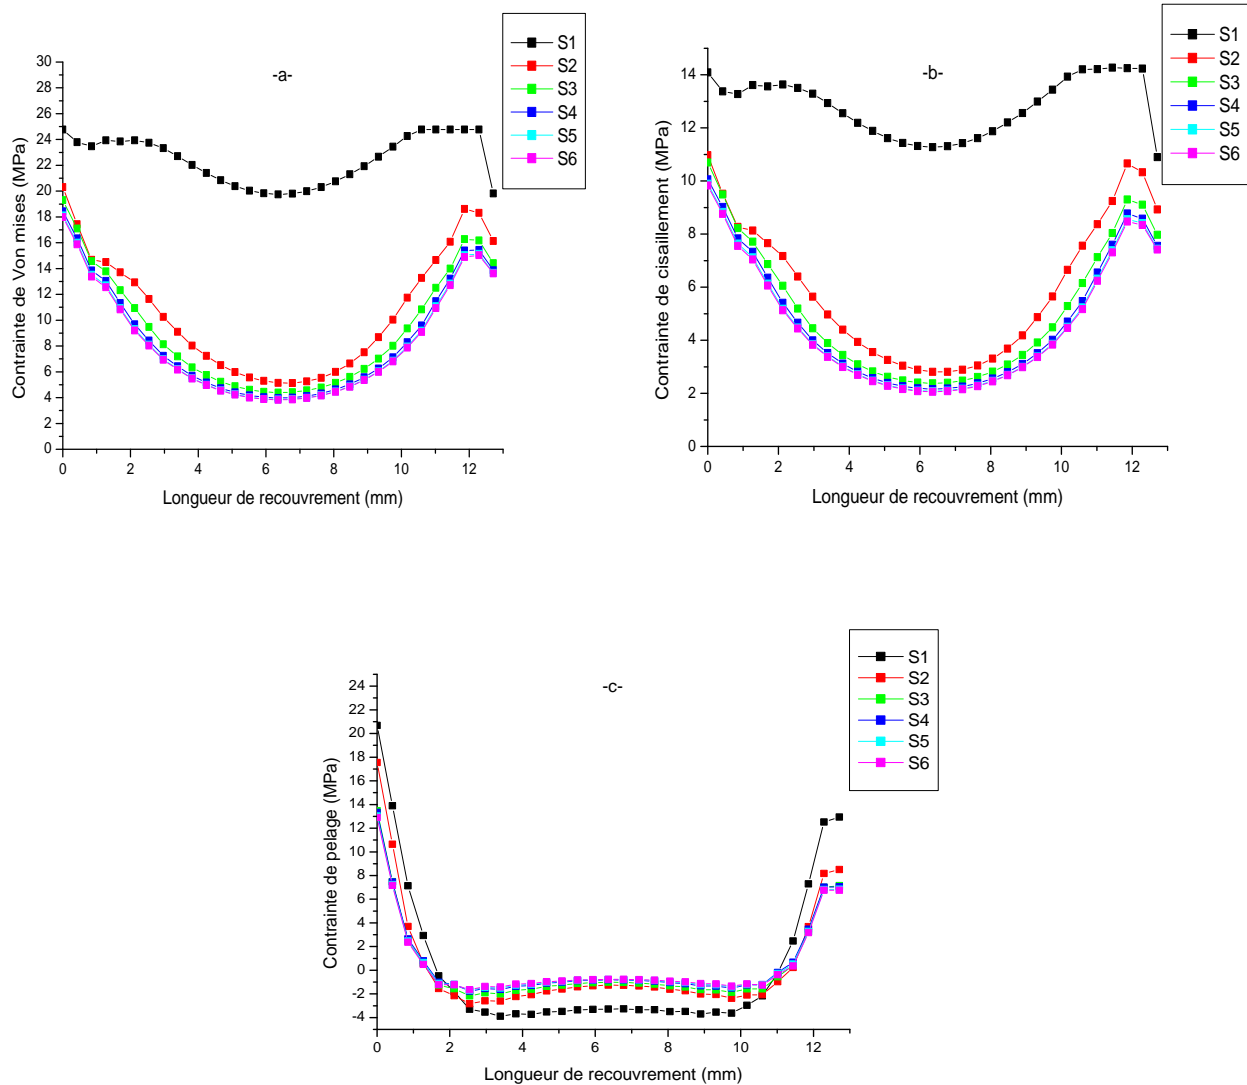 -a-
S1
S2
S3
S4
S5
S6
30
28
26
24
22
20
18
16
14
12
10
8
6
4
2
0
Contrainte de Von mises (MPa)
0 2 4 6 8 10 12
Longueur de recouvrement (mm)
-b-
S1
S2
S3
S4
S5
S6
14
12
10
8
6
4
2
0
Contrainte de cisaillement (MPa)
0 2 4 6 8 10 12
Longueur de recouvrement (mm)
-c-
S1
S2
S3
S4
S5
S6
24
22
20
18
16
14
12
10
8
6
4
2
0
-2
-4
Contrainte de pelage (MPa)
0 2 4 6 8 10 12
Longueur de recouvrement (mm)